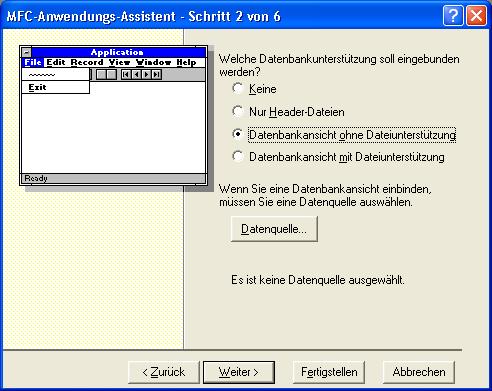 MFC-Anwendungs-Assistent - Schritt 2 von 6
Application
File Edit Record View Window Help
Exit
Ready
Welche Datenbankunterstützung soll eingebunden
werden?
Keine
Nur Header-Dateien
Datenbankansicht ohne Dateiunterstützung
Datenbankansicht mit Dateiunterstützung
Wenn Sie eine Datenbankansicht einbinden,
müssen Sie eine Datenquelle auswählen.
Datenquelle...
Es ist keine Datenquelle ausgewählt.
< Zurück
Weiter >
Fertigstellen
Abbrechen